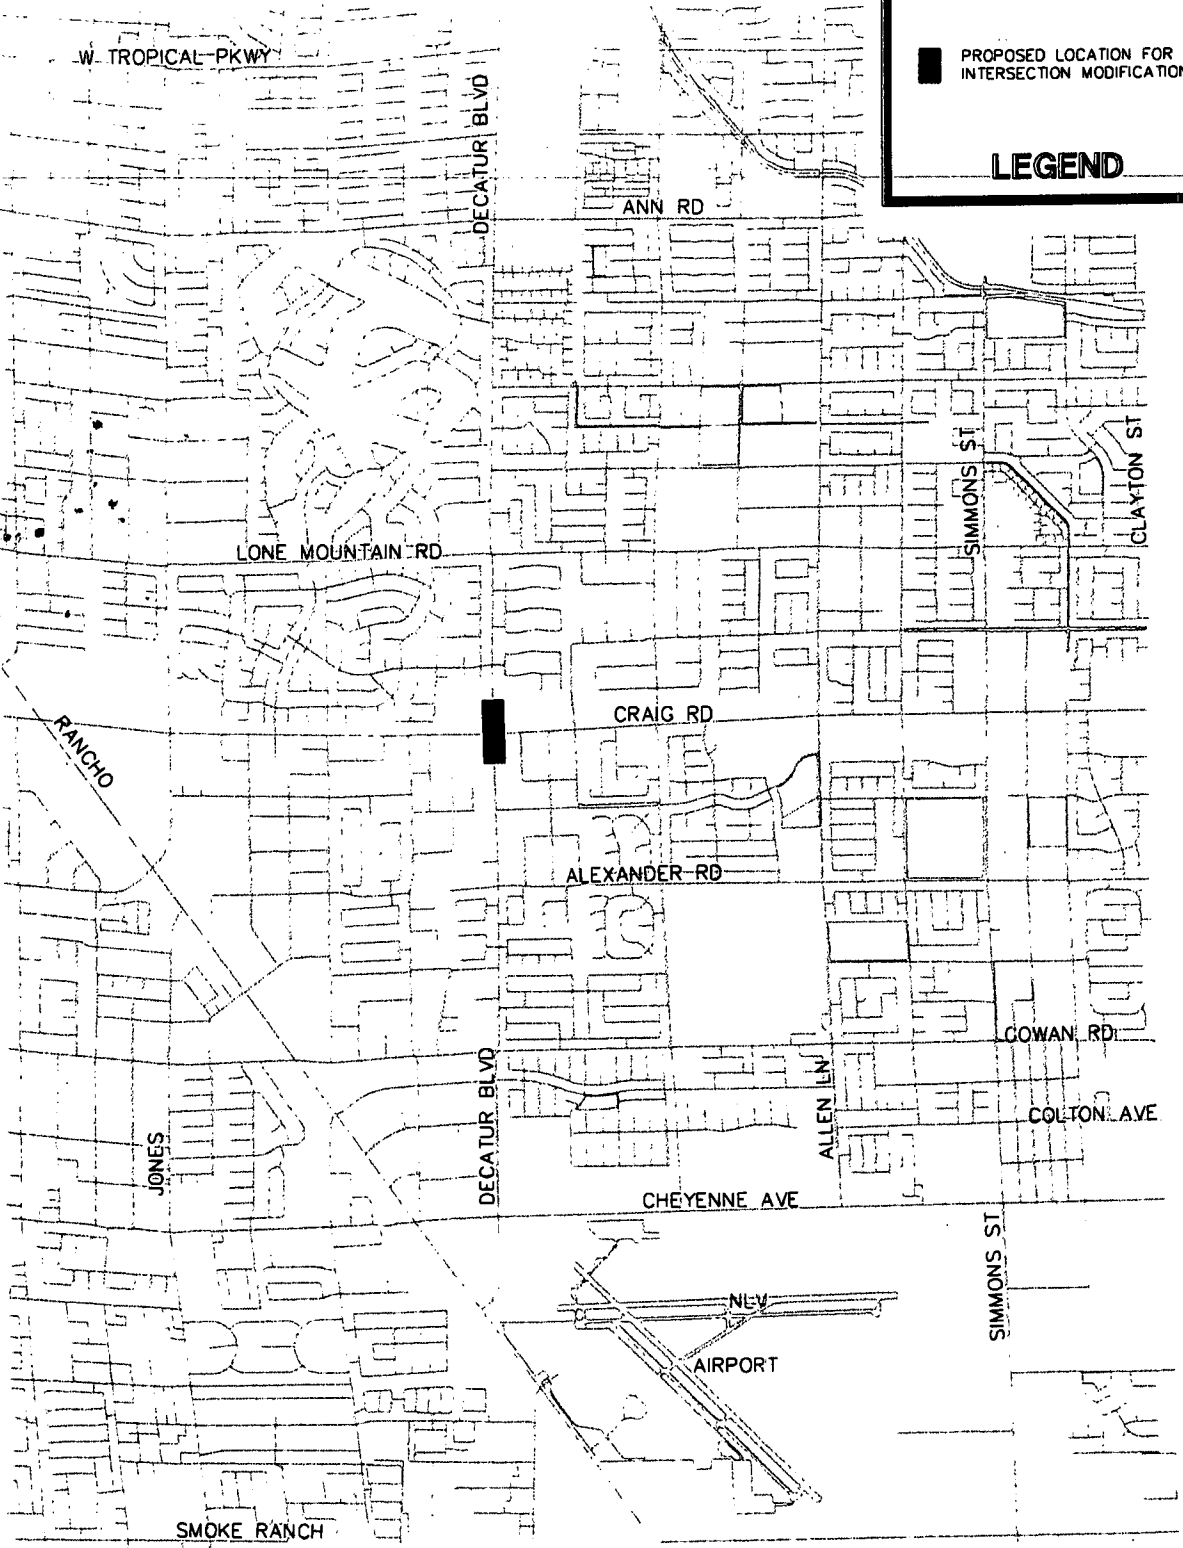 W TROPICAL PKWY
DECATUR BLVD
PROPOSED LOCATION FOR
INTERSECTION MODIFICATION
LEGEND
ANN RD
SIMMONS ST
CLAYTON ST
LONE MOUNTAIN RD
RANCHO
CRAIG RD
ALEXANDER RD
COWAN RD
DECATUR BLVD
ALLEN LN
COLTON AVE
JONES
CHEYENNE AVE
SIMMONS ST
NLV
AIRPORT
SMOKE RANCH